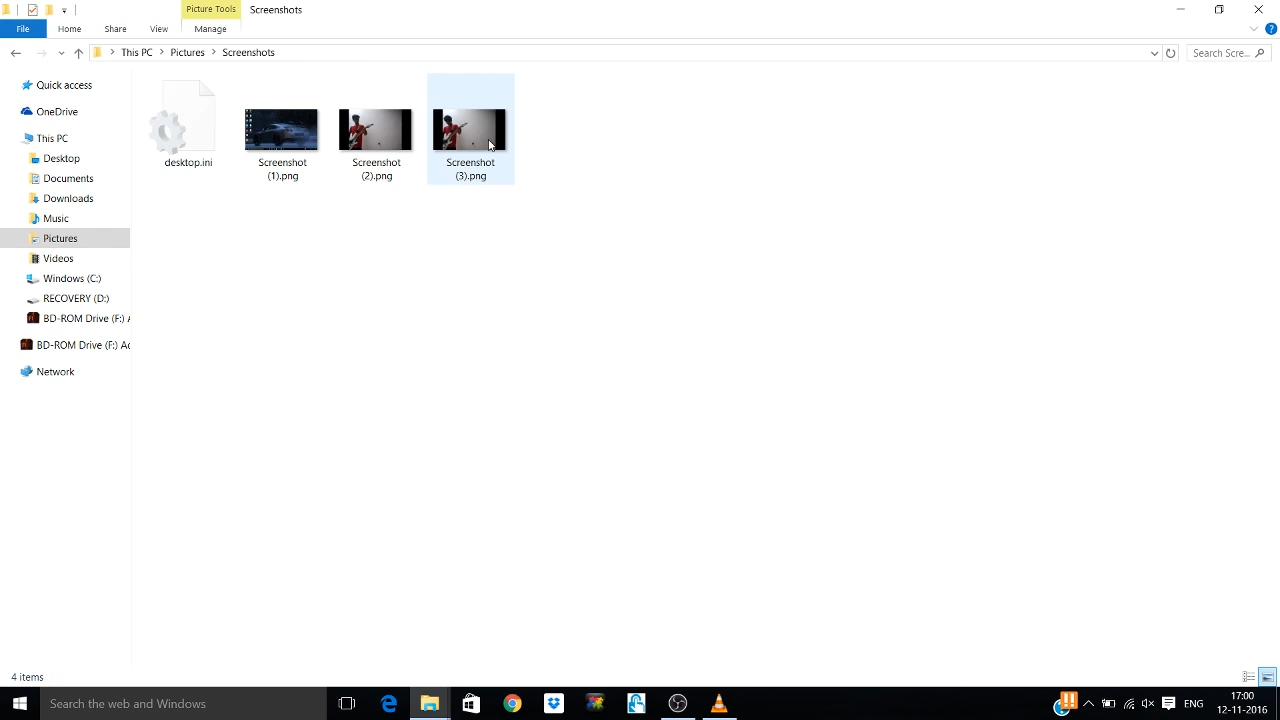 Picture Tools
Screenshots
File
Home
Share
View
Manage
This PC
Pictures
Screenshots
Search Scre...
Quick access
OneDrive
This PC
Desktop
Documents
Downloads
Music
Pictures
Videos
Windows (C:)
RECOVERY (D:)
BD-ROM Drive (F:) A
BD-ROM Drive (F:) Ac
Network
desktop.ini
Screenshot
(1).png
Screenshot
(2).png
Screenshot
(3).png
4 items
Search the web and Windows
ENG
17:00
12-11-2016